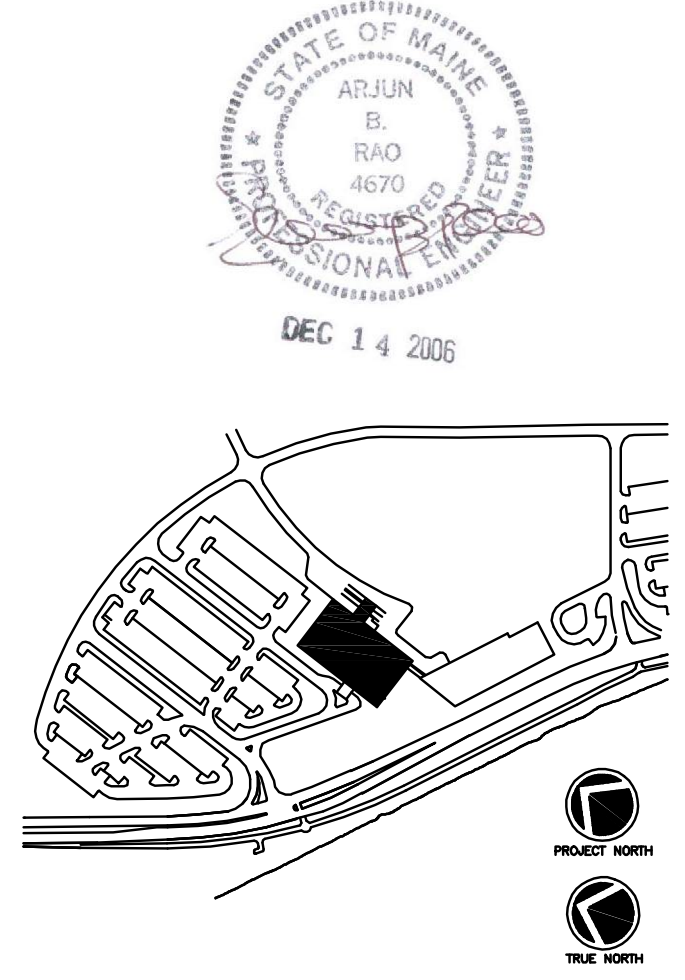 STATE OF MAINE
ARJUN
B.
RAO
4670
REGISTERED
PROFESSIONAL ENGINEER
DEC 14 2006
PROJECT NORTH
TRUE NORTH